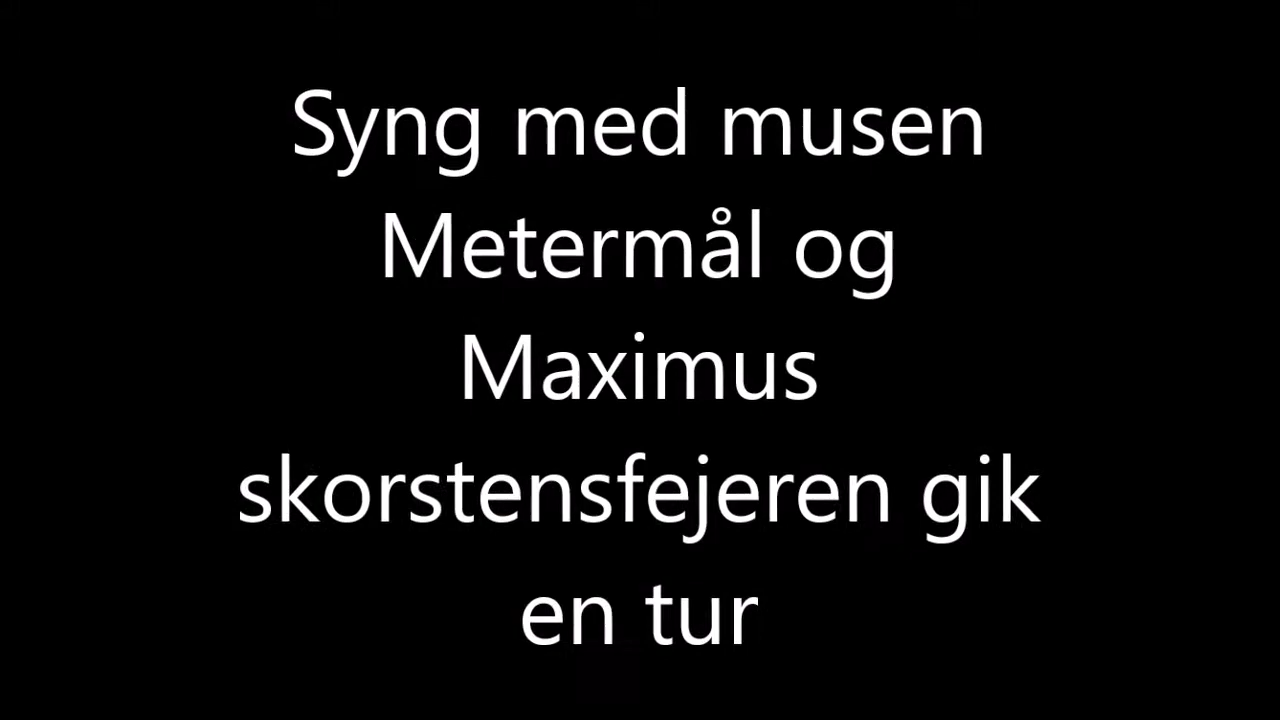 Syng med musen
Metermål og
Maximus
skorstensfejeren gik
en tur